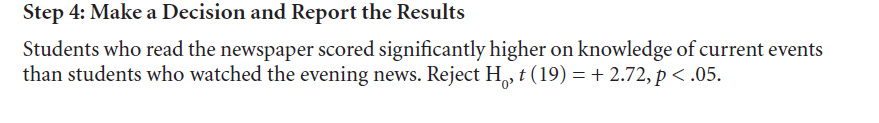 Step 4: Make a Decision and Report the Results
Students who read the newspaper scored significantly higher on knowledge of current events
than students who watched the evening news. Reject H₀, t (19) = + 2.72, p < .05.